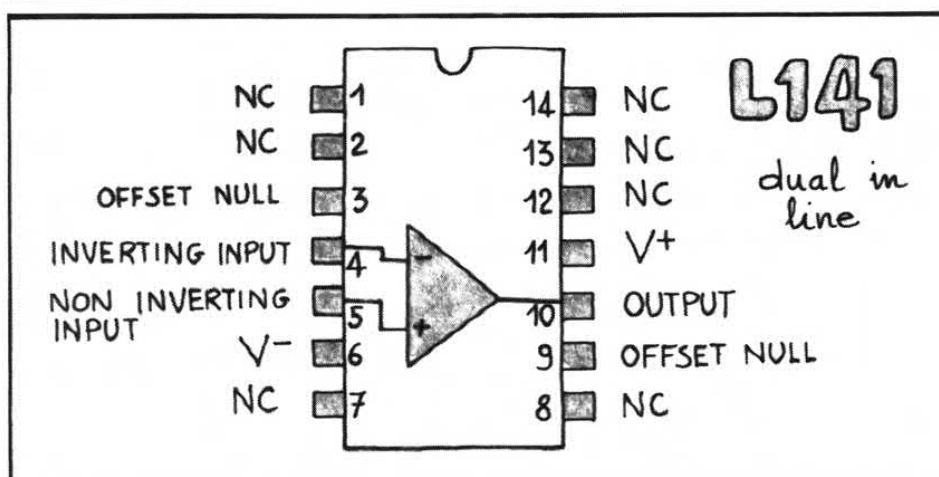 L141
dual in
line
NC 1
NC 2
OFFSET NULL 3
INVERTING INPUT 4
NON INVERTING
INPUT 5
V- 6
NC 7
14 NC
13 NC
12 NC
11 V+
10 OUTPUT
9 OFFSET NULL
8 NC
-
+